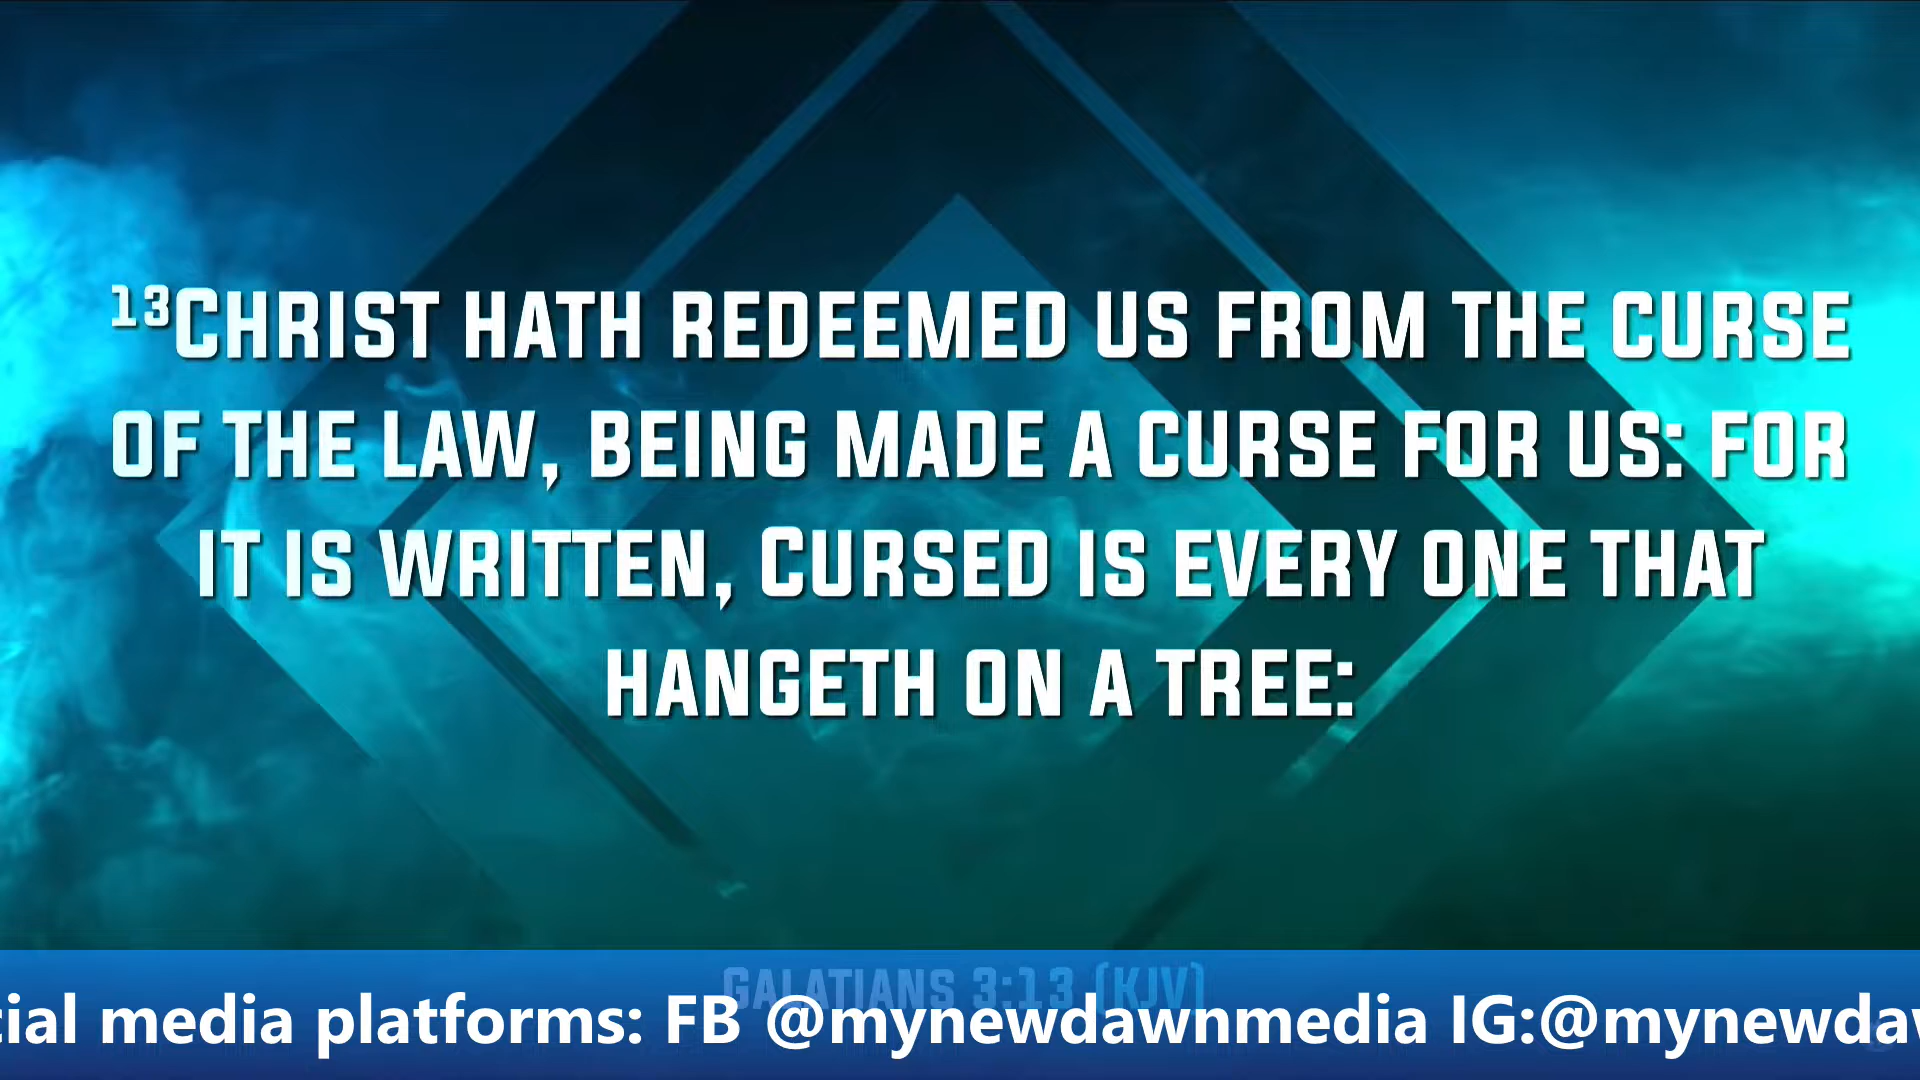 ¹³Christ hath redeemed us from the curse
of the law, being made a curse for us: for
it is written, Cursed is every one that
hangeth on a tree:
Galatians 3:13 (KJV)
cial media platforms: FB @mynewdawnmedia IG:@mynewdaw